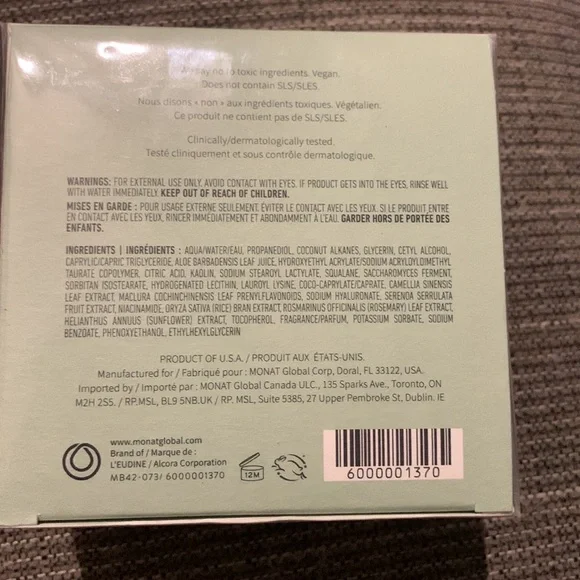 say no to toxic ingredients. Vegan.
Does not contain SLS/SLES.
Nous disons « non » aux ingrédients toxiques. Végétalien.
Ce produit ne contient pas de SLS/SLES.
Clinically/dermatologically tested.
Testé cliniquement et sous contrôle dermatologique.
WARNINGS: FOR EXTERNAL USE ONLY. AVOID CONTACT WITH EYES. IF PRODUCT GETS INTO THE EYES, RINSE WELL
WITH WATER IMMEDIATELY. KEEP OUT OF REACH OF CHILDREN.
MISES EN GARDE : POUR USAGE EXTERNE SEULEMENT. ÉVITER LE CONTACT AVEC LES YEUX. SI LE PRODUIT ENTRE
EN CONTACT AVEC LES YEUX, RINCER IMMÉDIATEMENT ET ABONDAMMENT À L'EAU. GARDER HORS DE PORTÉE DES
ENFANTS.
INGREDIENTS | INGRÉDIENTS : AQUA/WATER/EAU, PROPANEDIOL, COCONUT ALKANES, GLYCERIN, CETYL ALCOHOL,
CAPRYLIC/CAPRIC TRIGLYCERIDE, ALOE BARBADENSIS LEAF JUICE, HYDROXYETHYL ACRYLATE/SODIUM ACRYLOYLDIMETHYL
TAURATE COPOLYMER, CITRIC ACID, KAOLIN, SODIUM STEAROYL LACTYLATE, SQUALANE, SACCHAROMYCES FERMENT,
SORBITAN ISOSTEARATE, HYDROGENATED LECITHIN, LAUROYL LYSINE, COCO-CAPRYLATE/CAPRATE, CAMELLIA SINENSIS
LEAF EXTRACT, MACLURA COCHINCHINENSIS LEAF PRENYLFLAVONOIDS, SODIUM HYALURONATE, SERENOA SERRULATA
FRUIT EXTRACT, NIACINAMIDE, ORYZA SATIVA (RICE) BRAN EXTRACT, ROSMARINUS OFFICINALIS (ROSEMARY) LEAF EXTRACT,
HELIANTHUS ANNUUS (SUNFLOWER) EXTRACT, TOCOPHEROL, FRAGRANCE/PARFUM, POTASSIUM SORBATE, SODIUM
BENZOATE, PHENOXYETHANOL, ETHYLHEXYLGLYCERIN
PRODUCT OF U.S.A. / PRODUIT AUX ÉTATS-UNIS.
Manufactured for / Fabriqué pour : MONAT Global Corp, Doral, FL 33122, USA.
Imported by / Importé par : MONAT Global Canada ULC., 135 Sparks Ave., Toronto, ON
M2H 2S5. / RP.MSL, BL9 5NB.UK / RP. MSL, Suite 5385, 27 Upper Pembroke St, Dublin. IE
www.monatglobal.com
Brand of / Marque de :
L'EUDINE / Alcora Corporation
MB42-073/ 6000001370
12M
6000001370